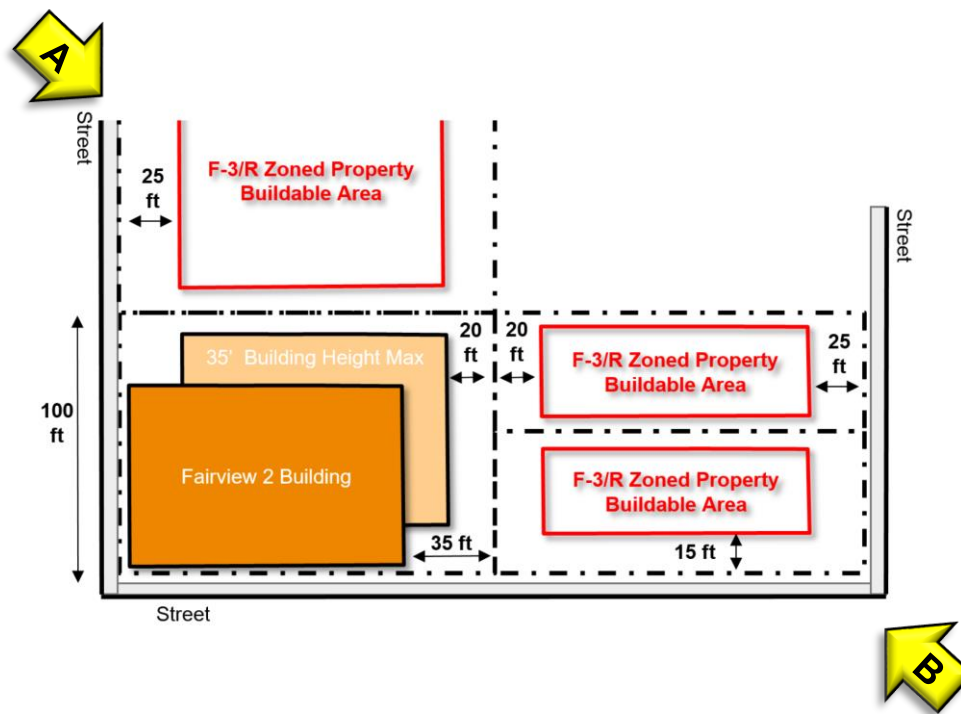 A
Street
F-3/R Zoned Property
Buildable Area
25
ft
Street
20
ft
20
ft
35'  Building Height Max
F-3/R Zoned Property
Buildable Area
25
ft
100
ft
Fairview 2 Building
F-3/R Zoned Property
Buildable Area
35 ft
15 ft
Street
B